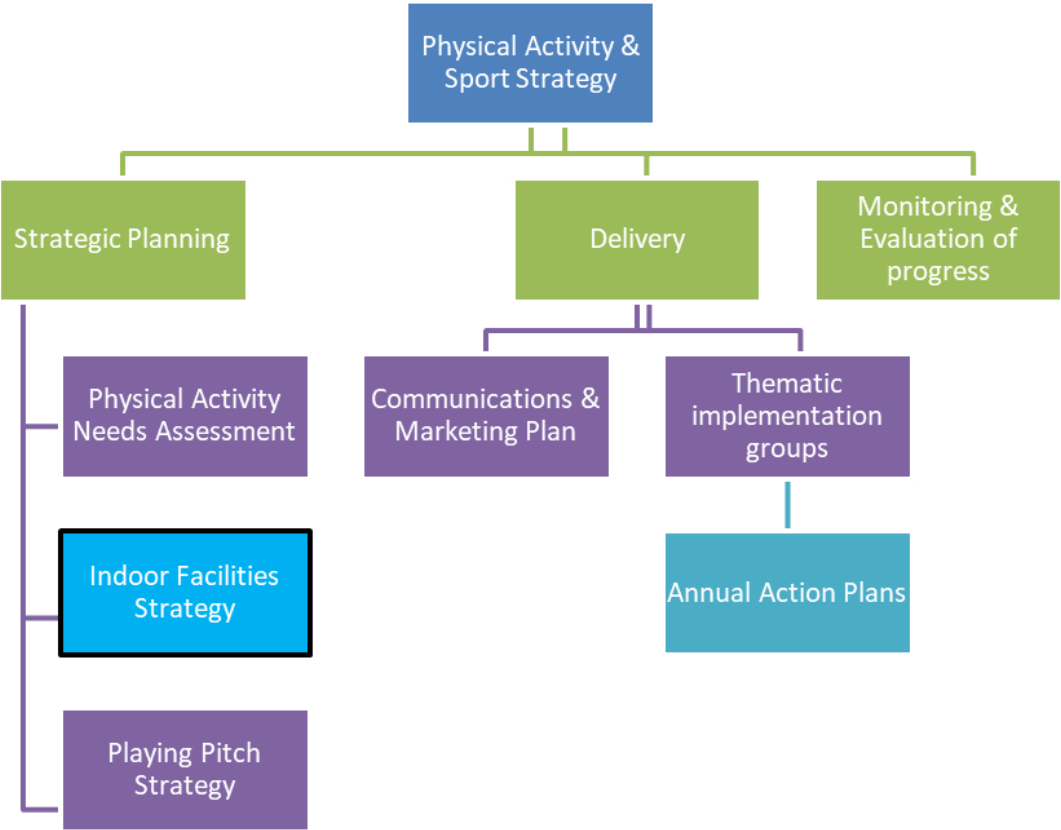 Physical Activity &
Sport Strategy
Strategic Planning
Delivery
Monitoring &
Evaluation of
progress
Physical Activity
Needs Assessment
Communications &
Marketing Plan
Thematic
implementation
groups
Indoor Facilities
Strategy
Annual Action Plans
Playing Pitch
Strategy